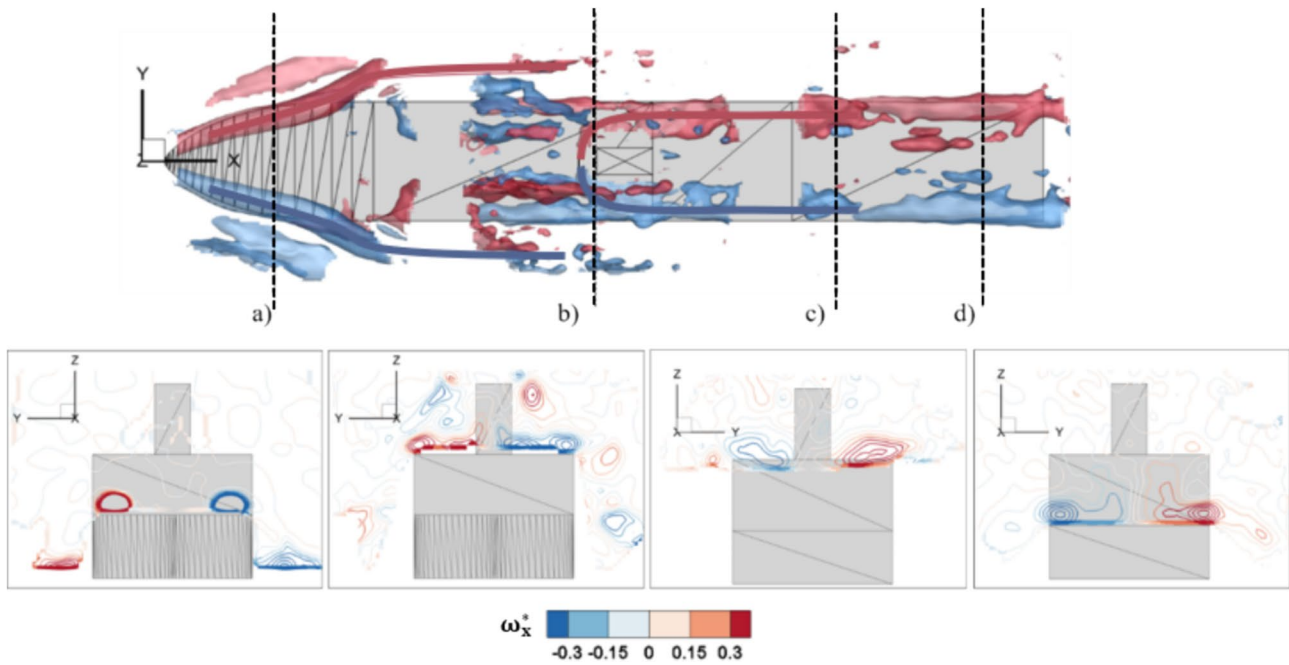 Y
Z X
a) b) c) d)
Z Z Z Z
Y X Y X X Y X Y
ω*x
-0.3 -0.15 0 0.15 0.3